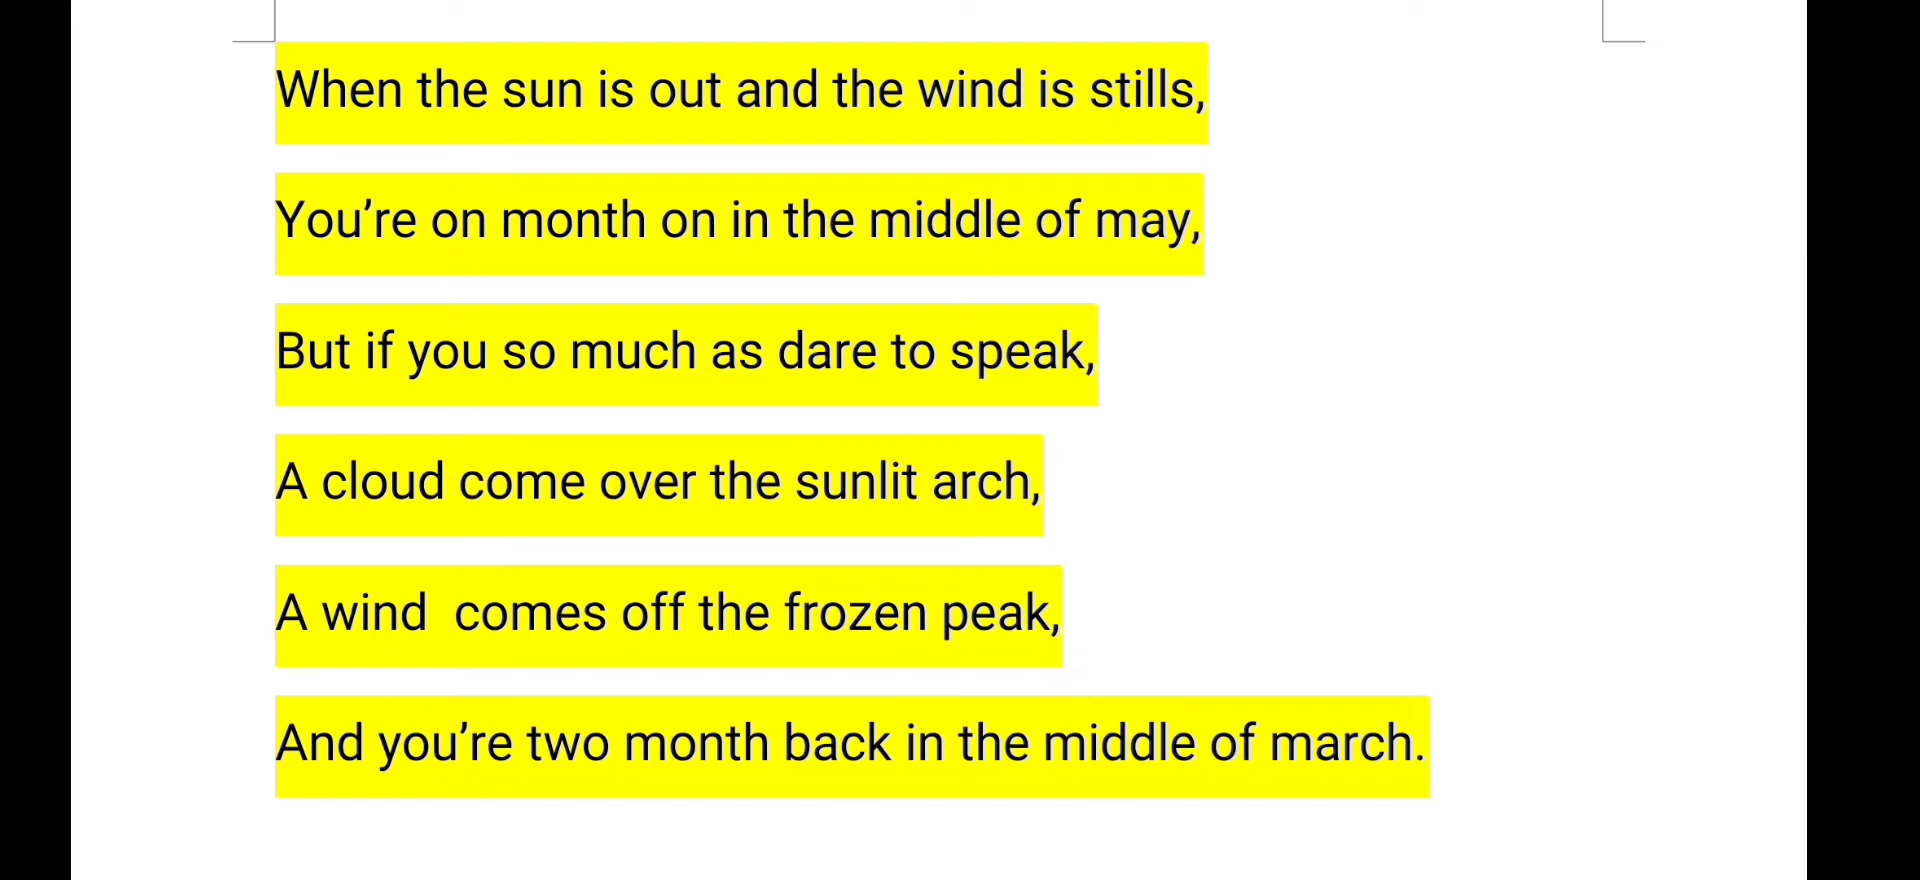 When the sun is out and the wind is stills,
You’re on month on in the middle of may,
But if you so much as dare to speak,
A cloud come over the sunlit arch,
A wind  comes off the frozen peak,
And you’re two month back in the middle of march.